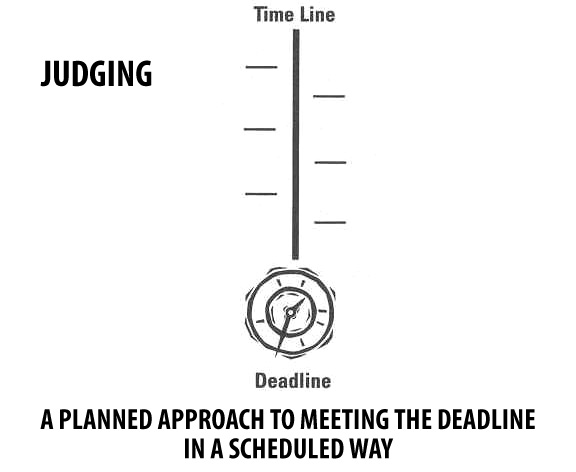 Time Line
JUDGING
Deadline
A PLANNED APPROACH TO MEETING THE DEADLINE
IN A SCHEDULED WAY